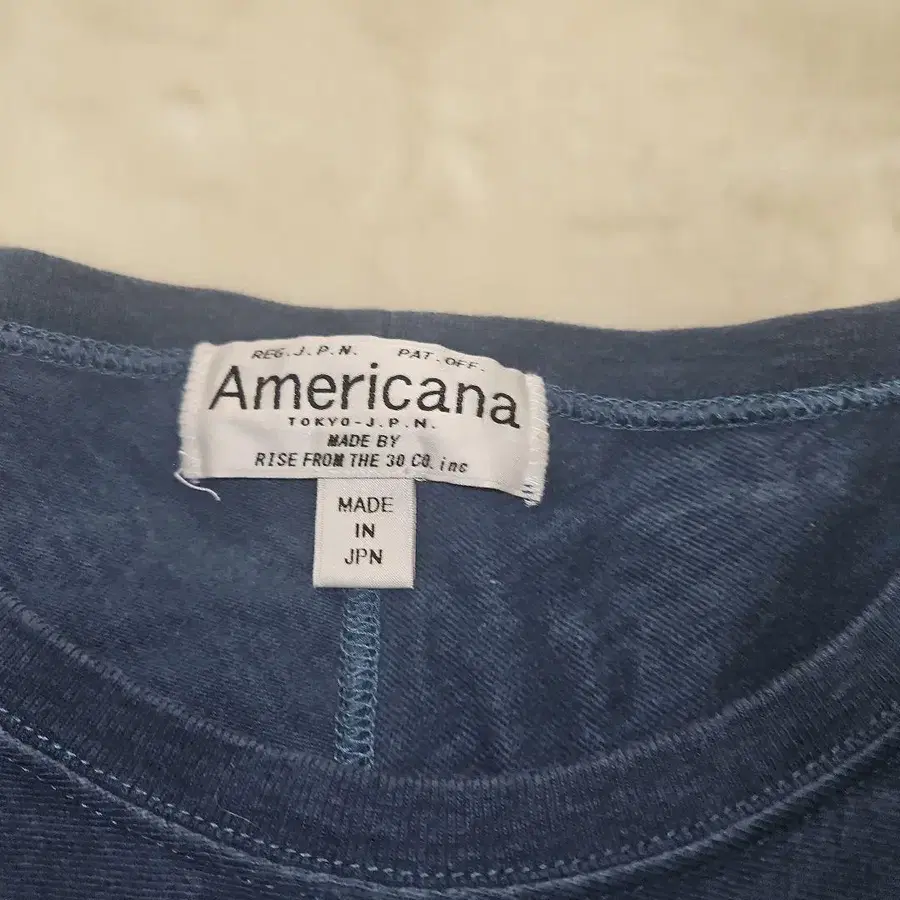 REG.J.P.N. PAT.OFF.
Americana
TOKYO-J.P.N.
MADE BY
RISE FROM THE 30 CO. inc
MADE
IN
JPN